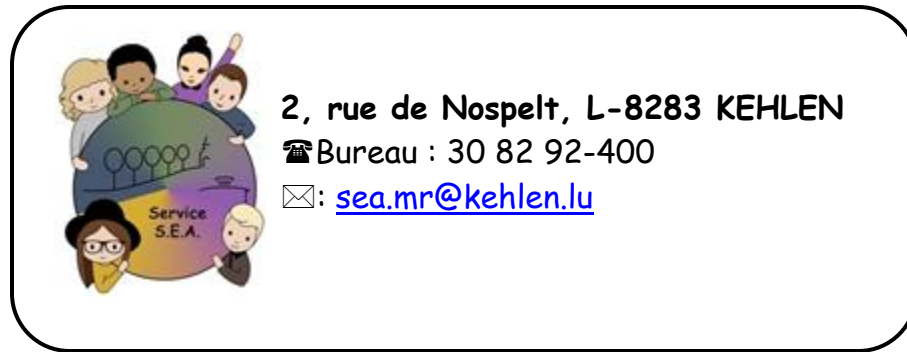 2, rue de Nospelt, L-8283 KEHLEN
☎Bureau : 30 82 92-400
✉: sea.mr@kehlen.lu
Service
S.E.A.